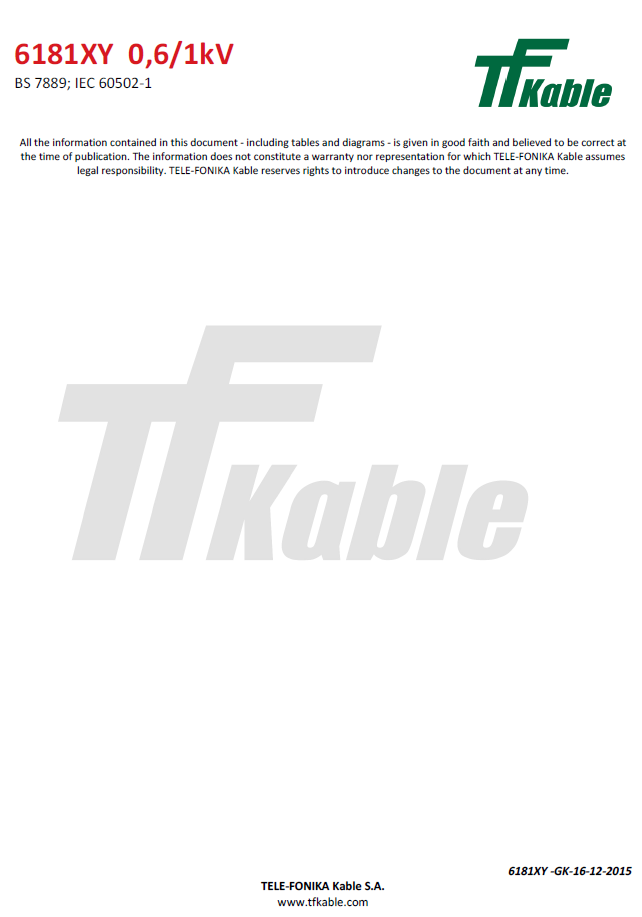 6181XY 0,6/1kV
BS 7889; IEC 60502-1
TF Kable
All the information contained in this document - including tables and diagrams - is given in good faith and believed to be correct at
the time of publication. The information does not constitute a warranty nor representation for which TELE-FONIKA Kable assumes
legal responsibility. TELE-FONIKA Kable reserves rights to introduce changes to the document at any time.
TF Kable
6181XY -GK-16-12-2015
TELE-FONIKA Kable S.A.
www.tfkable.com